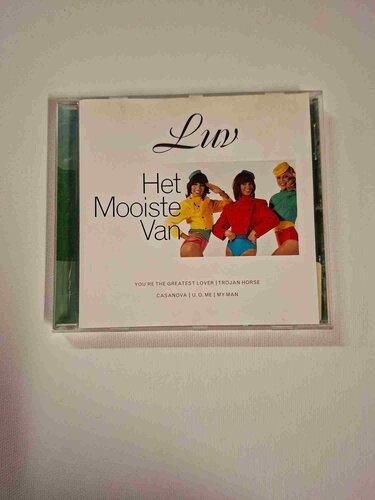 Luv
Het
Mooiste
Van
YOU'RE THE GREATEST LOVER | TROJAN HORSE
CASANOVA | U.O.ME | MY MAN